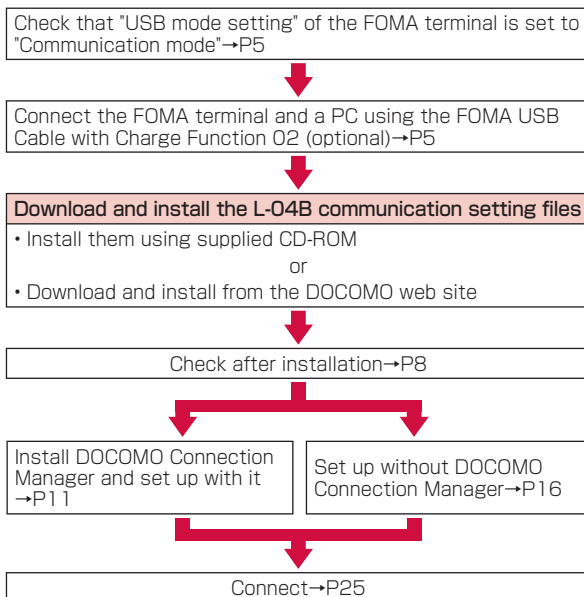 Check that "USB mode setting" of the FOMA terminal is set to
"Communication mode"→P5
Connect the FOMA terminal and a PC using the FOMA USB
Cable with Charge Function 02 (optional)→P5
Download and install the L-04B communication setting files
• Install them using supplied CD-ROM
or
• Download and install from the DOCOMO web site
Check after installation→P8
Install DOCOMO Connection
Manager and set up with it
→P11
Set up without DOCOMO
Connection Manager→P16
Connect→P25